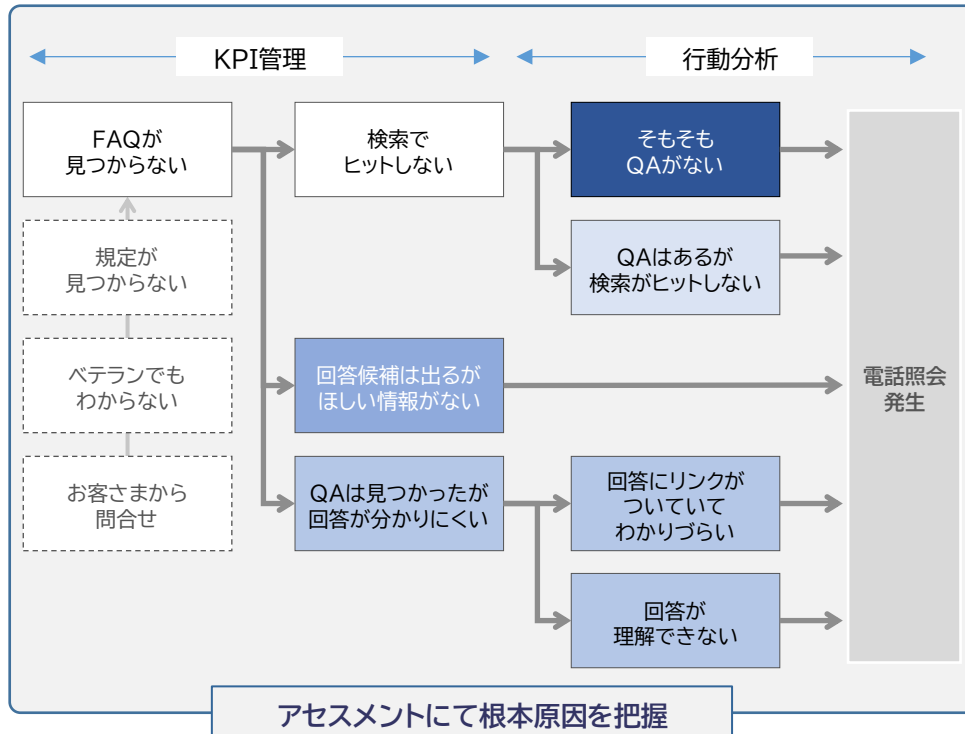 KPI管理
行動分析
FAQが
見つからない
検索で
ヒットしない
そもそも
QAがない
規定が
見つからない
QAはあるが
検索がヒットしない
ベテランでも
わからない
回答候補は出るが
ほしい情報がない
電話照会
発生
お客さまから
問合せ
QAは見つかったが
回答が分かりにくい
回答にリンクが
ついていて
わかりづらい
回答が
理解できない
アセスメントにて根本原因を把握